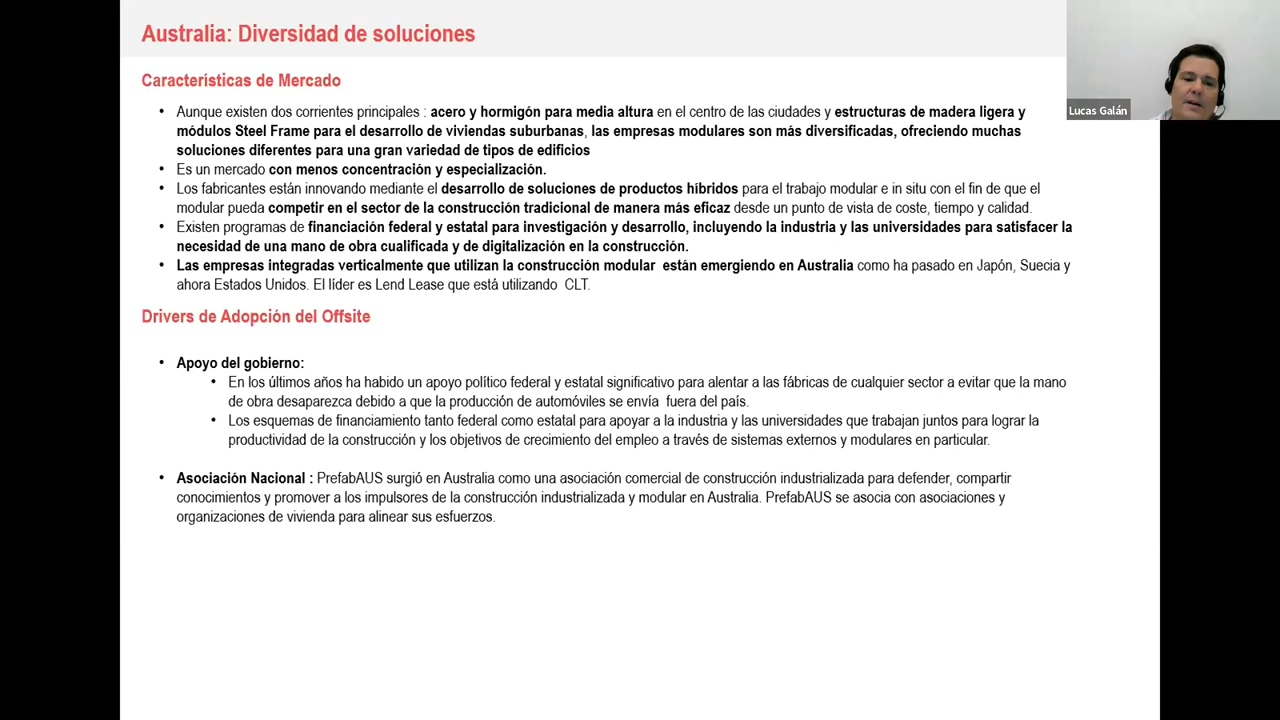 Australia: Diversidad de soluciones
Lucas Galán
Características de Mercado
• Aunque existen dos corrientes principales : acero y hormigón para media altura en el centro de las ciudades y estructuras de madera ligera y
módulos Steel Frame para el desarrollo de viviendas suburbanas, las empresas modulares son más diversificadas, ofreciendo muchas
soluciones diferentes para una gran variedad de tipos de edificios
• Es un mercado con menos concentración y especialización.
• Los fabricantes están innovando mediante el desarrollo de soluciones de productos híbridos para el trabajo modular e in situ con el fin de que el
modular pueda competir en el sector de la construcción tradicional de manera más eficaz desde un punto de vista de coste, tiempo y calidad.
• Existen programas de financiación federal y estatal para investigación y desarrollo, incluyendo la industria y las universidades para satisfacer la
necesidad de una mano de obra cualificada y de digitalización en la construcción.
• Las empresas integradas verticalmente que utilizan la construcción modular están emergiendo en Australia como ha pasado en Japón, Suecia y
ahora Estados Unidos. El líder es Lend Lease que está utilizando CLT.
Drivers de Adopción del Offsite
• Apoyo del gobierno:
• En los últimos años ha habido un apoyo político federal y estatal significativo para alentar a las fábricas de cualquier sector a evitar que la mano
de obra desaparezca debido a que la producción de automóviles se envía fuera del país.
• Los esquemas de financiamiento tanto federal como estatal para apoyar a la industria y las universidades que trabajan juntos para lograr la
productividad de la construcción y los objetivos de crecimiento del empleo a través de sistemas externos y modulares en particular.
• Asociación Nacional : PrefabAUS surgió en Australia como una asociación comercial de construcción industrializada para defender, compartir
conocimientos y promover a los impulsores de la construcción industrializada y modular en Australia. PrefabAUS se asocia con asociaciones y
organizaciones de vivienda para alinear sus esfuerzos.